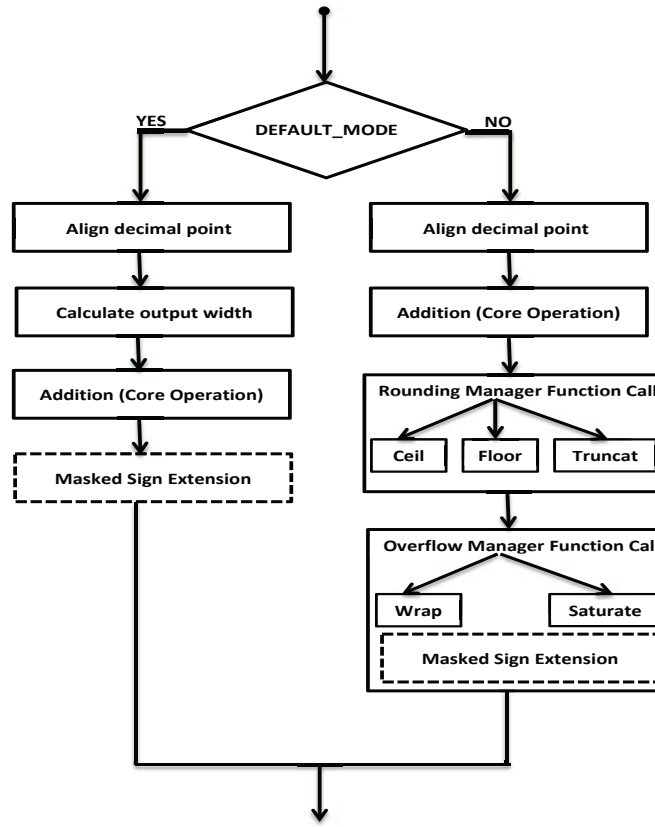 DEFAULT_MODE
YES
NO
Align decimal point
Calculate output width
Addition (Core Operation)
Masked Sign Extension
Align decimal point
Addition (Core Operation)
Rounding Manager Function Call
Ceil
Floor
Truncat
Overflow Manager Function Cal
Wrap
Saturate
Masked Sign Extension